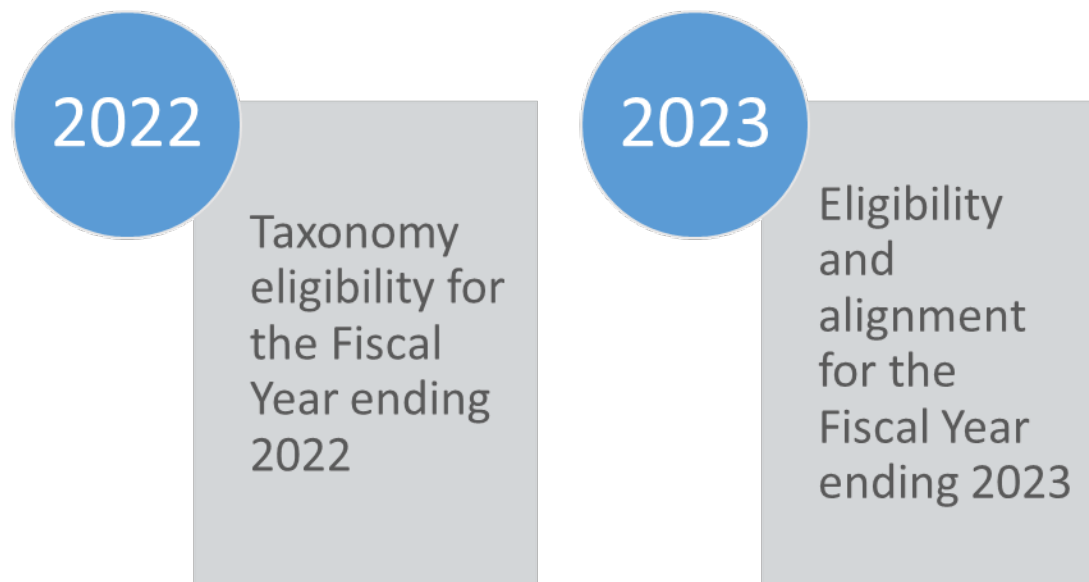 2022
Taxonomy
eligibility for
the Fiscal
Year ending
2022
2023
Eligibility
and
alignment
for the
Fiscal Year
ending 2023